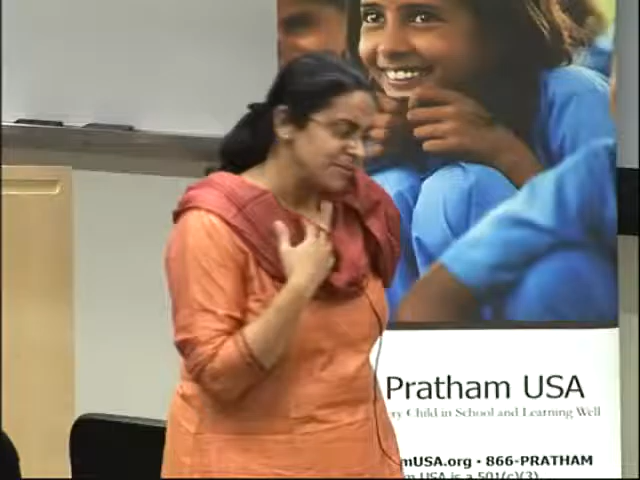 Pratham USA
ry Child in School and Learning Well
mUSA.org • 866-PRATHAM
m USA is a 501(c)(3)